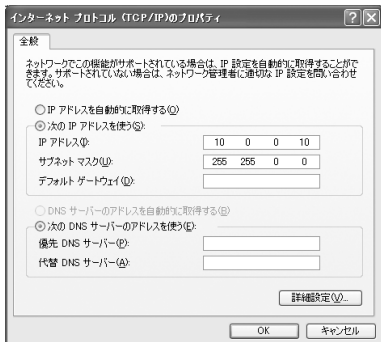 インターネット プロトコル (TCP/IP)のプロパティ
全般
ネットワークでこの機能がサポートされている場合は、IP 設定を自動的に取得することがで
きます。サポートされていない場合は、ネットワーク管理者に適切な IP 設定を問い合わせ
てください。
IP アドレスを自動的に取得する(O)
次の IP アドレスを使う(S):
IP アドレス(I): 10 0 0 10
サブネット マスク(U): 255 255 0 0
デフォルト ゲートウェイ(D):
DNS サーバーのアドレスを自動的に取得する(B)
次の DNS サーバーのアドレスを使う(E):
優先 DNS サーバー(P):
代替 DNS サーバー(A):
詳細設定(V)...
OK キャンセル